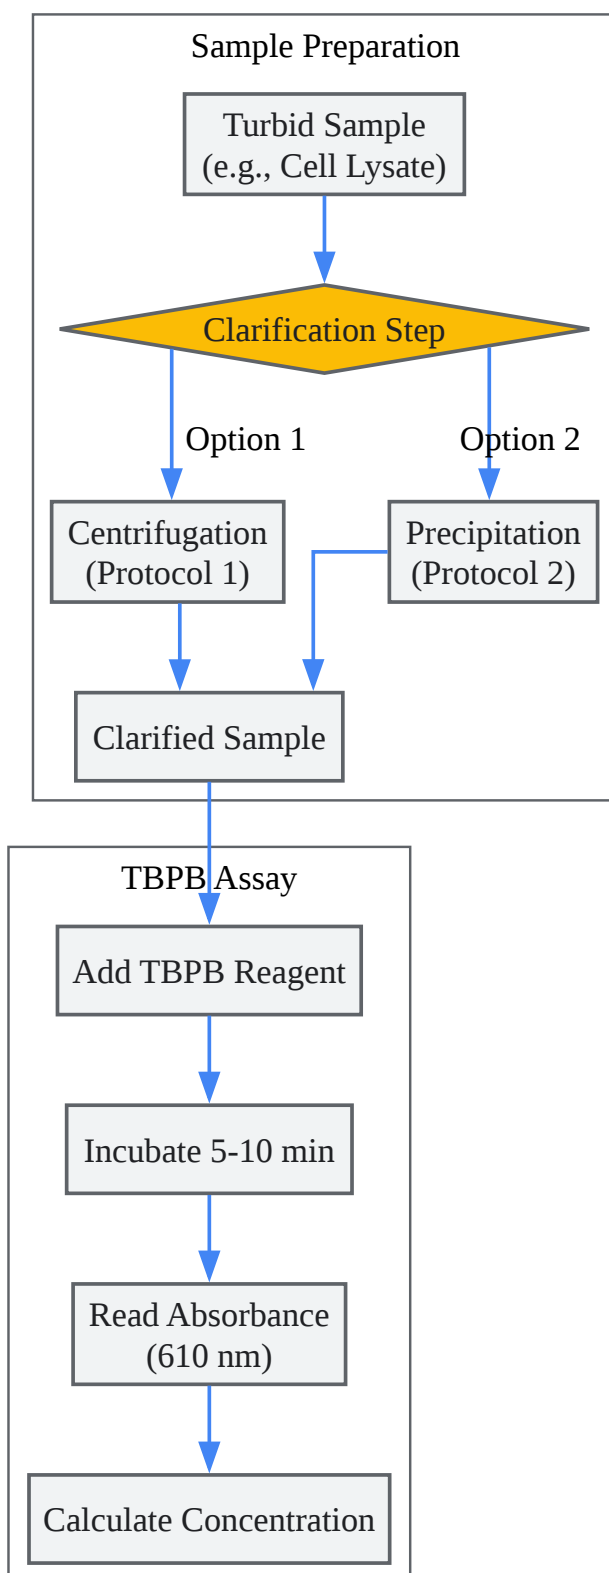 Sample Preparation
Turbid Sample
(e.g., Cell Lysate)
Clarification Step
Option 1
Option 2
Centrifugation
(Protocol 1)
Precipitation
(Protocol 2)
Clarified Sample
TBPB Assay
Add TBPB Reagent
Incubate 5-10 min
Read Absorbance
(610 nm)
Calculate Concentration